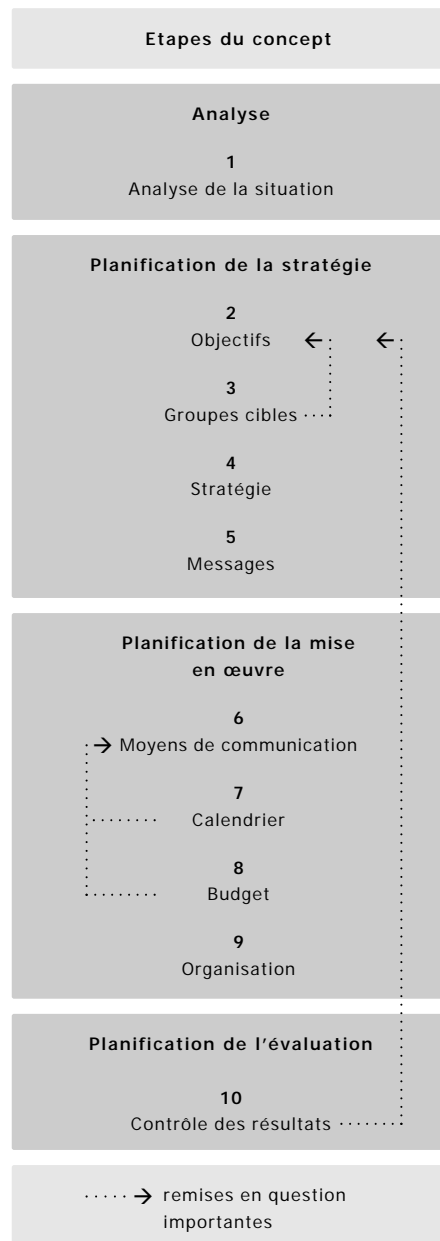 Etapes du concept
Analyse
1
Analyse de la situation
Planification de la stratégie
2
Objectifs
3
Groupes cibles
4
Stratégie
5
Messages
Planification de la mise
en œuvre
6
Moyens de communication
7
Calendrier
8
Budget
9
Organisation
Planification de l'évaluation
10
Contrôle des résultats
remises en question
importantes